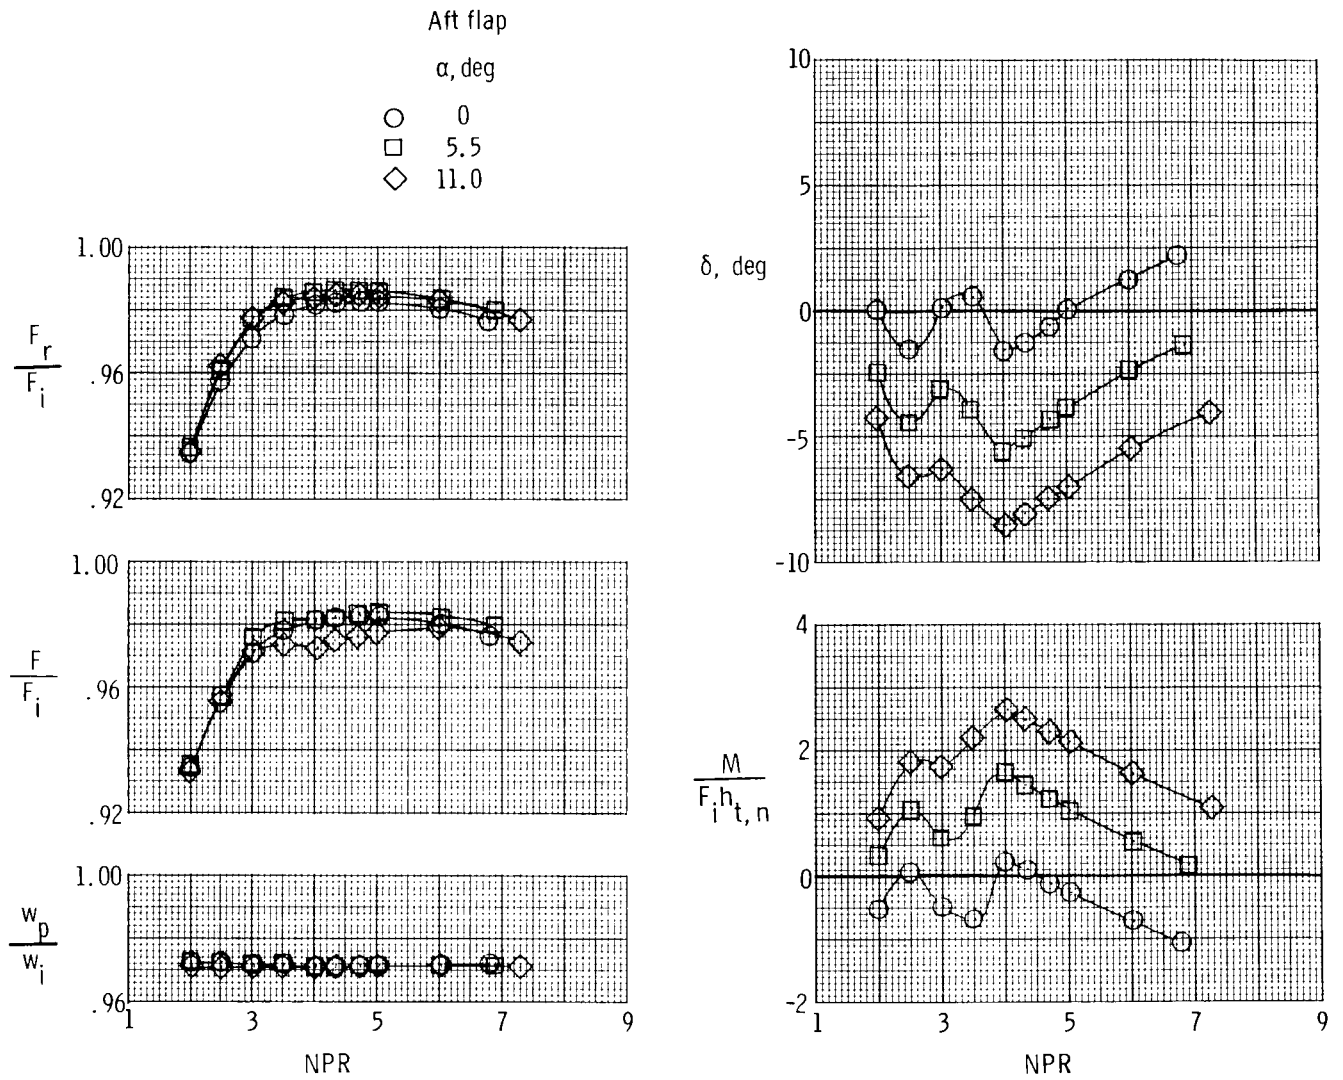 Aft flap
α, deg
0
5.5
11.0
1.00
.96
.92
F_r
F_i
1.00
.96
.92
F
F_i
1.00
.96
w_p
w_i
1 3 5 7 9
NPR
10
5
0
-5
-10
δ, deg
4
2
0
-2
M
F_i h_t, n
1 3 5 7 9
NPR